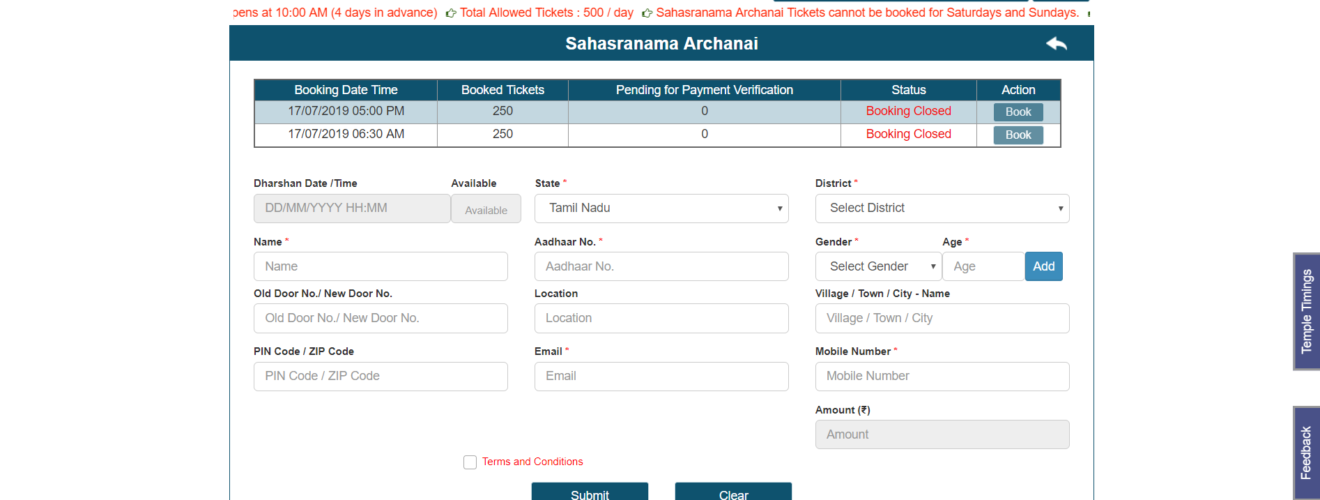 pens at 10:00 AM (4 days in advance) Total Allowed Tickets : 500 / day Sahasranama Archanai Tickets cannot be booked for Saturdays and Sundays.
Sahasranama Archanai
Booking Date Time Booked Tickets Pending for Payment Verification Status Action
17/07/2019 05:00 PM 250 0 Booking Closed Book
17/07/2019 06:30 AM 250 0 Booking Closed Book
Dharshan Date /Time Available State * District *
DD/MM/YYYY HH:MM Available Tamil Nadu Select District
Name * Aadhaar No. * Gender * Age *
Name Aadhaar No. Select Gender Age Add
Old Door No./ New Door No. Location Village / Town / City - Name
Old Door No./ New Door No. Location Village / Town / City
PIN Code / ZIP Code Email * Mobile Number *
PIN Code / ZIP Code Email Mobile Number
Amount (₹)
Amount
Terms and Conditions
Submit Clear
Temple Timings
Feedback